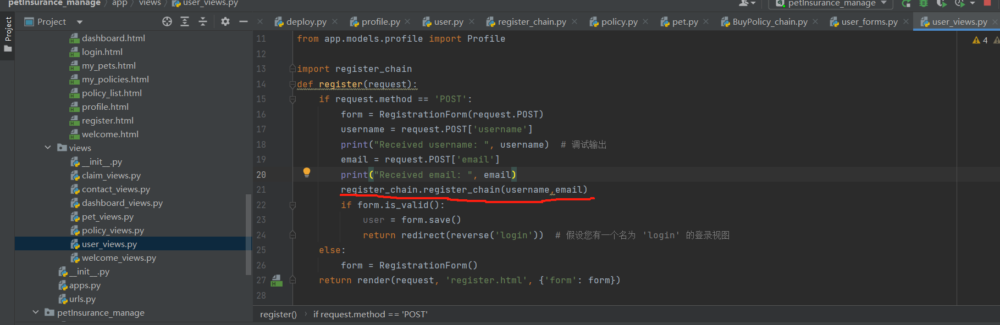 petInsurance_manage > app > views > user_views.py
petInsurance_manage
Project
Project
deploy.py
profile.py
user.py
register_chain.py
policy.py
pet.py
BuyPolicy_chain.py
user_forms.py
user_views.py
dashboard.html
login.html
my_pets.html
my_policies.html
policy_list.html
profile.html
register.html
welcome.html
views
__init__.py
claim_views.py
contact_views.py
dashboard_views.py
pet_views.py
policy_views.py
user_views.py
welcome_views.py
__init__.py
apps.py
urls.py
petInsurance_manage
4
11 from app.models.profile import Profile
12
13 import register_chain
14 def register(request):
15 if request.method == 'POST':
16 form = RegistrationForm(request.POST)
17 username = request.POST['username']
18 print("Received username: ", username)  # 调试输出
19 email = request.POST['email']
20 print("Received email: ", email)
21 register_chain.register_chain(username,email)
22 if form.is_valid():
23 user = form.save()
24 return redirect(reverse('login'))  # 假设您有一个名为 'login' 的登录视图
25 else:
26 form = RegistrationForm()
27 return render(request, 'register.html', {'form': form})
28
register() > if request.method == 'POST'